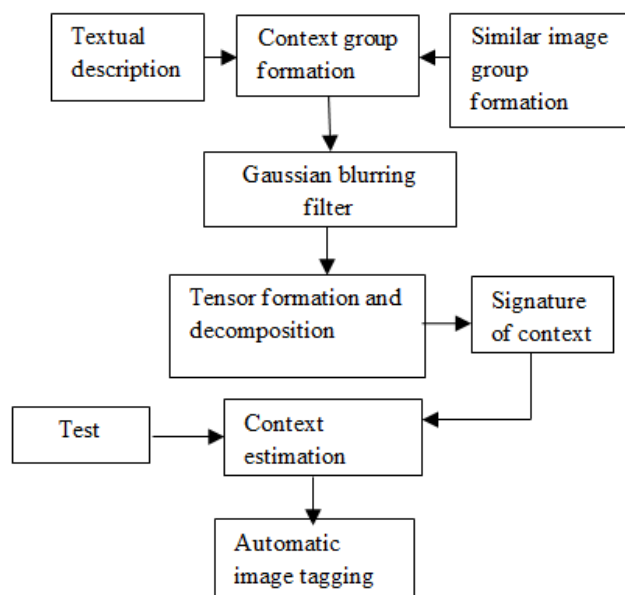 Textual
description
Context group
formation
Similar image
group
formation
Gaussian blurring
filter
Tensor formation and
decomposition
Signature
of context
Test
Context
estimation
Automatic
image tagging